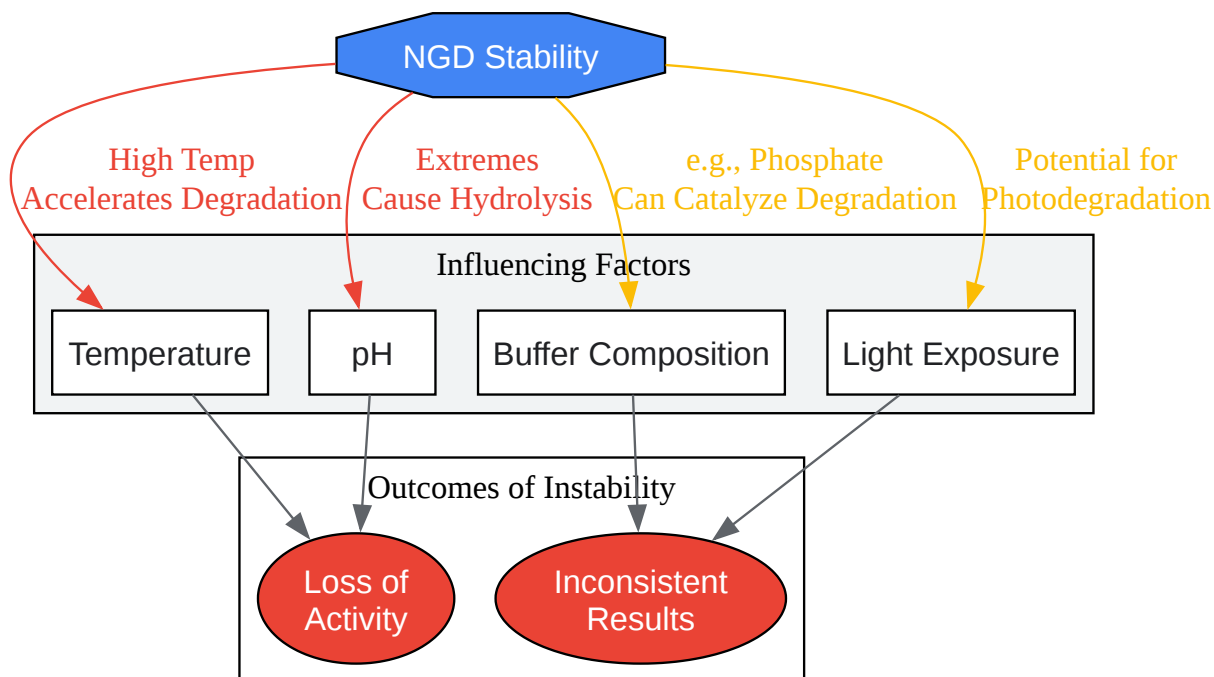 NGD Stability
High Temp
Accelerates Degradation
Extremes
Cause Hydrolysis
e.g., Phosphate
Can Catalyze Degradation
Potential for
Photodegradation
Influencing Factors
Temperature
pH
Buffer Composition
Light Exposure
Outcomes of Instability
Loss of
Activity
Inconsistent
Results